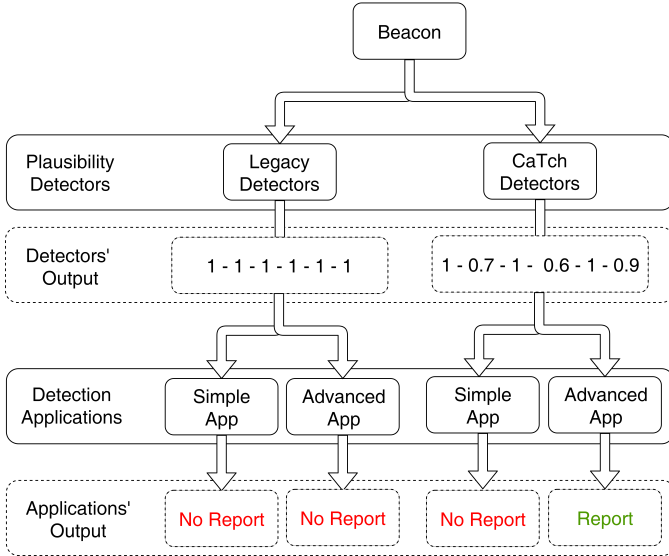 Beacon
Plausibility
Detectors
Legacy
Detectors
CaTch
Detectors
Detectors'
Output
1 - 1 - 1 - 1 - 1 - 1
1 - 0.7 - 1 - 0.6 - 1 - 0.9
Detection
Applications
Simple
App
Advanced
App
Simple
App
Advanced
App
Applications'
Output
No Report
No Report
No Report
Report